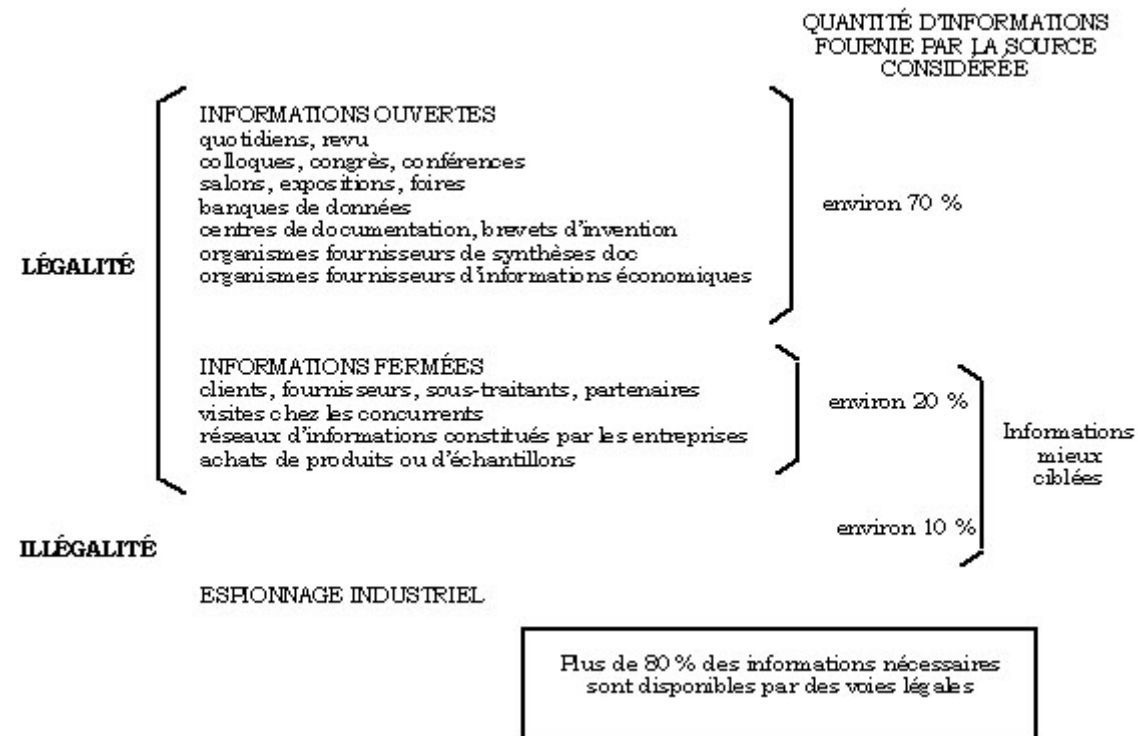 QUANTITÉ D'INFORMATIONS
FOURNIE PAR LA SOURCE
CONSIDÉRÉE
LÉGALITÉ
INFORMATIONS OUVERTES
quotidiens, revu
colloques, congrès, conférences
salons, expositions, foires
banques de données
centres de documentation, brevets d'invention
organismes fournisseurs de synthèses doc
organismes fournisseurs d'informations économiques
environ 70 %
INFORMATIONS FERMÉES
clients, fournisseurs, sous-traitants, partenaires
visites chez les concurrents
réseaux d'informations constitués par les entreprises
achats de produits ou d'échantillons
environ 20 %
Informations
mieux
ciblées
ILLÉGALITÉ
environ 10 %
ESPIONNAGE INDUSTRIEL
Plus de 80 % des informations nécessaires
sont disponibles par des voies légales